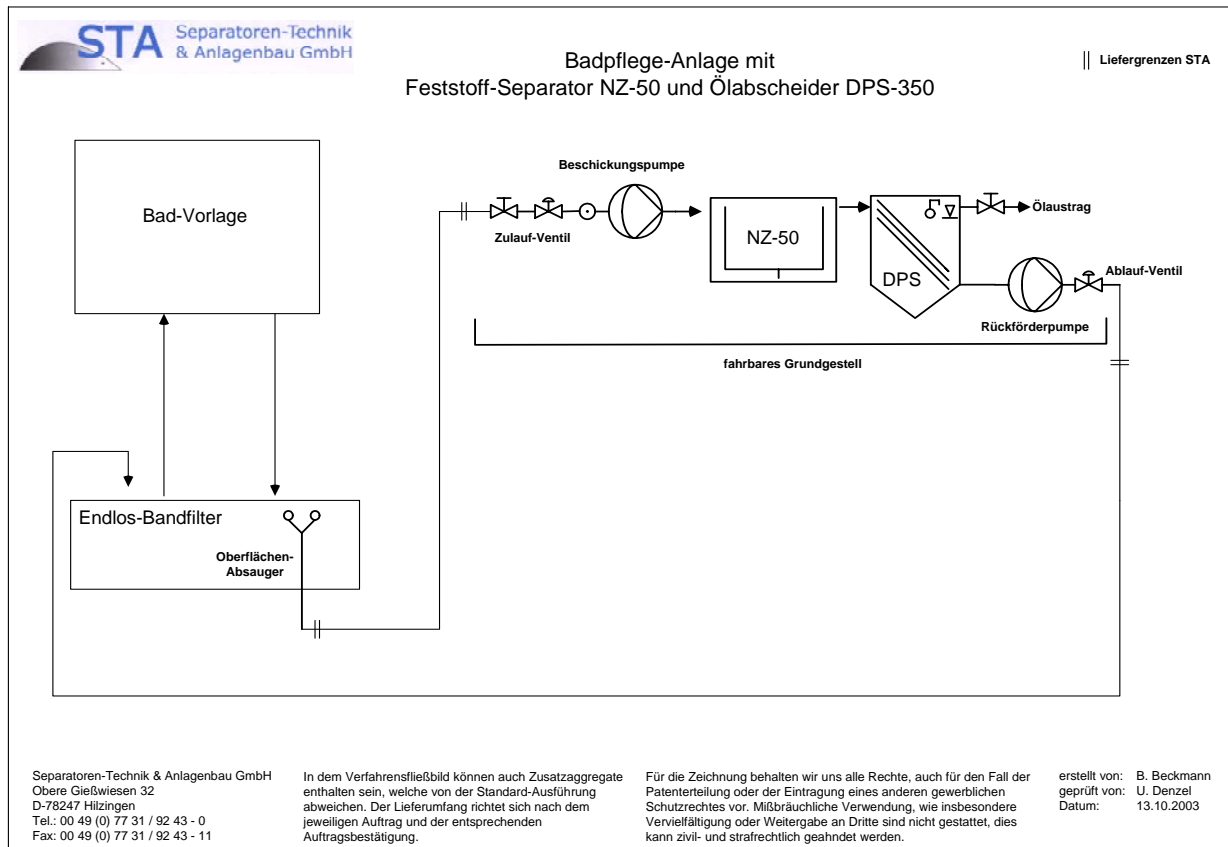 STA Separatoren-Technik
& Anlagenbau GmbH
Badpflege-Anlage mit
Feststoff-Separator NZ-50 und Ölabscheider DPS-350
Liefergrenzen STA
Bad-Vorlage
Beschickungspumpe
Zulauf-Ventil
NZ-50
DPS
Ölaustrag
Ablauf-Ventil
Rückförderpumpe
fahrbares Grundgestell
Endlos-Bandfilter
Oberflächen-
Absauger
Separatoren-Technik & Anlagenbau GmbH
Obere Gießwiesen 32
D-78247 Hilzingen
Tel.: 00 49 (0) 77 31 / 92 43 - 0
Fax: 00 49 (0) 77 31 / 92 43 - 11
In dem Verfahrensfließbild können auch Zusatzaggregate
enthalten sein, welche von der Standard-Ausführung
abweichen. Der Lieferumfang richtet sich nach dem
jeweiligen Auftrag und der entsprechenden
Auftragsbestätigung.
Für die Zeichnung behalten wir uns alle Rechte, auch für den Fall der
Patenterteilung oder der Eintragung eines anderen gewerblichen
Schutzrechtes vor. Mißbräuchliche Verwendung, wie insbesondere
Vervielfältigung oder Weitergabe an Dritte sind nicht gestattet, dies
kann zivil- und strafrechtlich geahndet werden.
erstellt von: B. Beckmann
geprüft von: U. Denzel
Datum: 13.10.2003